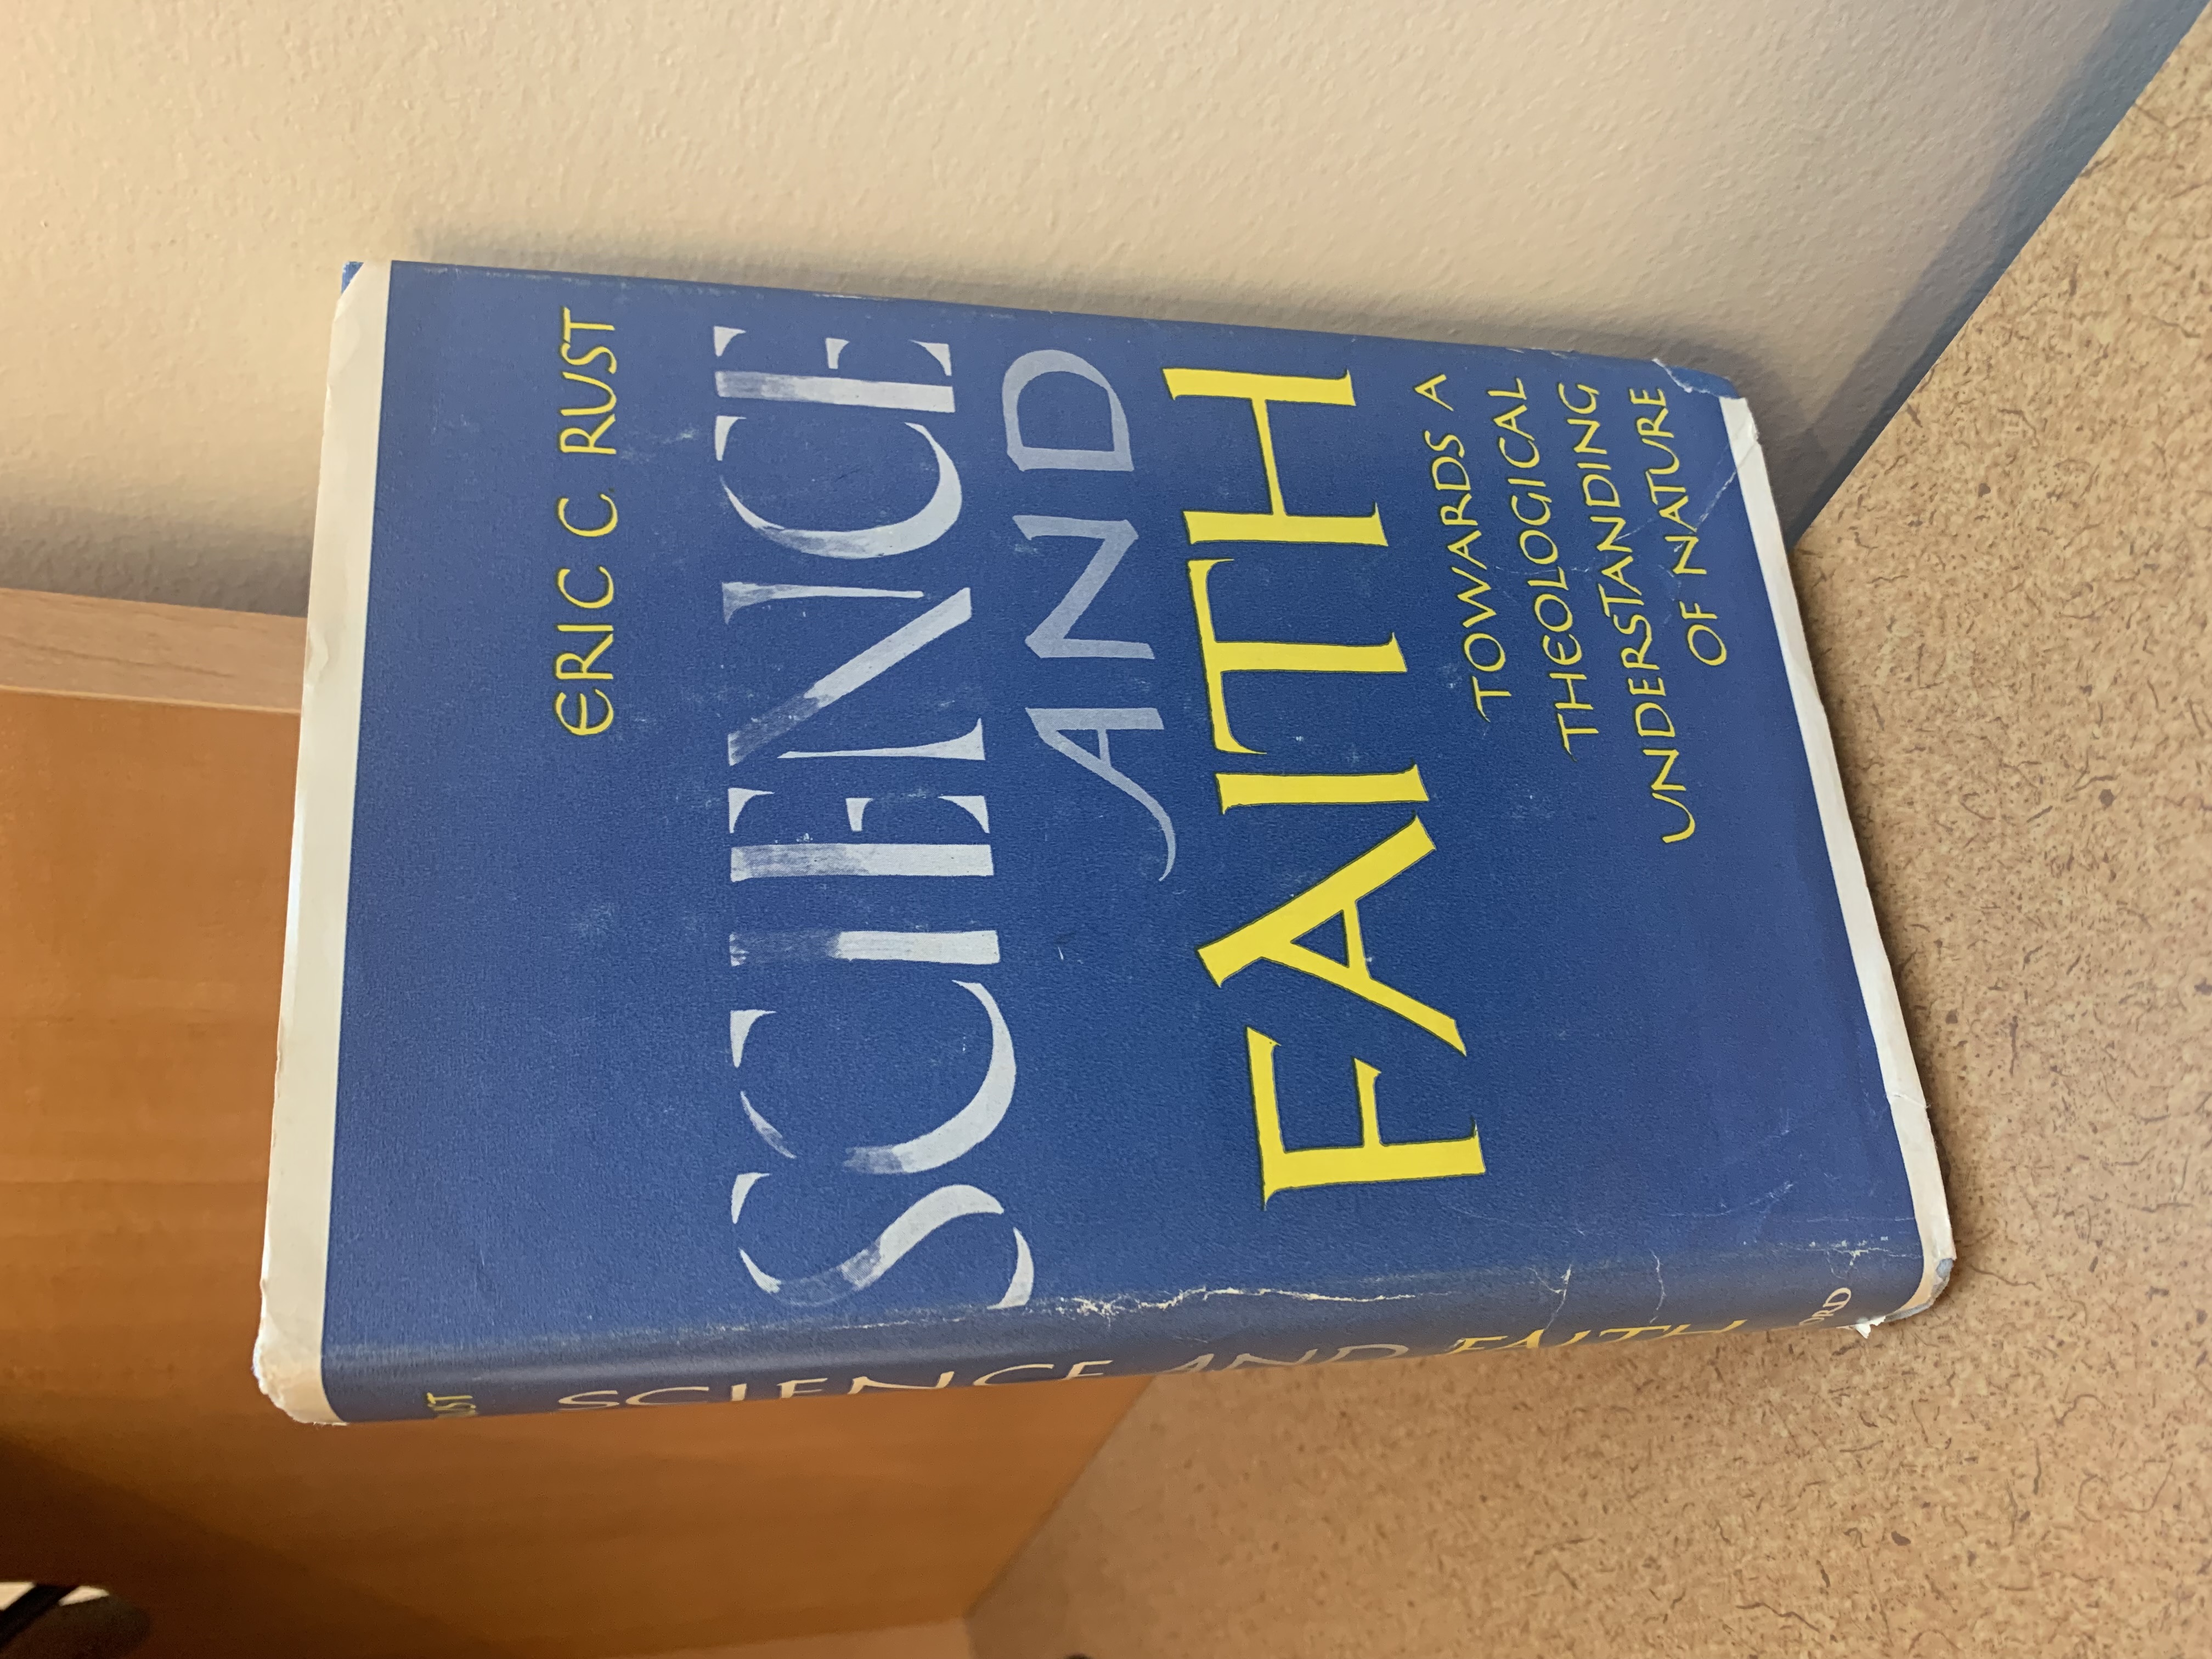 ERIC C. RUST
SCIENCE
AND
FAITH
TOWARDS A
THEOLOGICAL
UNDERSTANDING
OF NATURE
SCIENCE AND FAITH